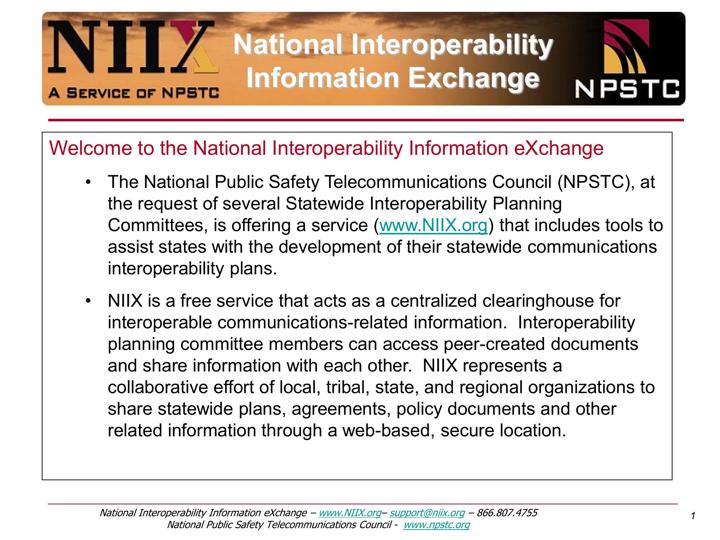 NIIX
A Service of NPSTC
National Interoperability
Information Exchange
NPSTC
Welcome to the National Interoperability Information eXchange
• The National Public Safety Telecommunications Council (NPSTC), at
the request of several Statewide Interoperability Planning
Committees, is offering a service (www.NIIX.org) that includes tools to
assist states with the development of their statewide communications
interoperability plans.
• NIIX is a free service that acts as a centralized clearinghouse for
interoperable communications-related information.  Interoperability
planning committee members can access peer-created documents
and share information with each other.  NIIX represents a
collaborative effort of local, tribal, state, and regional organizations to
share statewide plans, agreements, policy documents and other
related information through a web-based, secure location.
National Interoperability Information eXchange – www.NIIX.org– support@niix.org – 866.807.4755
National Public Safety Telecommunications Council -  www.npstc.org
1